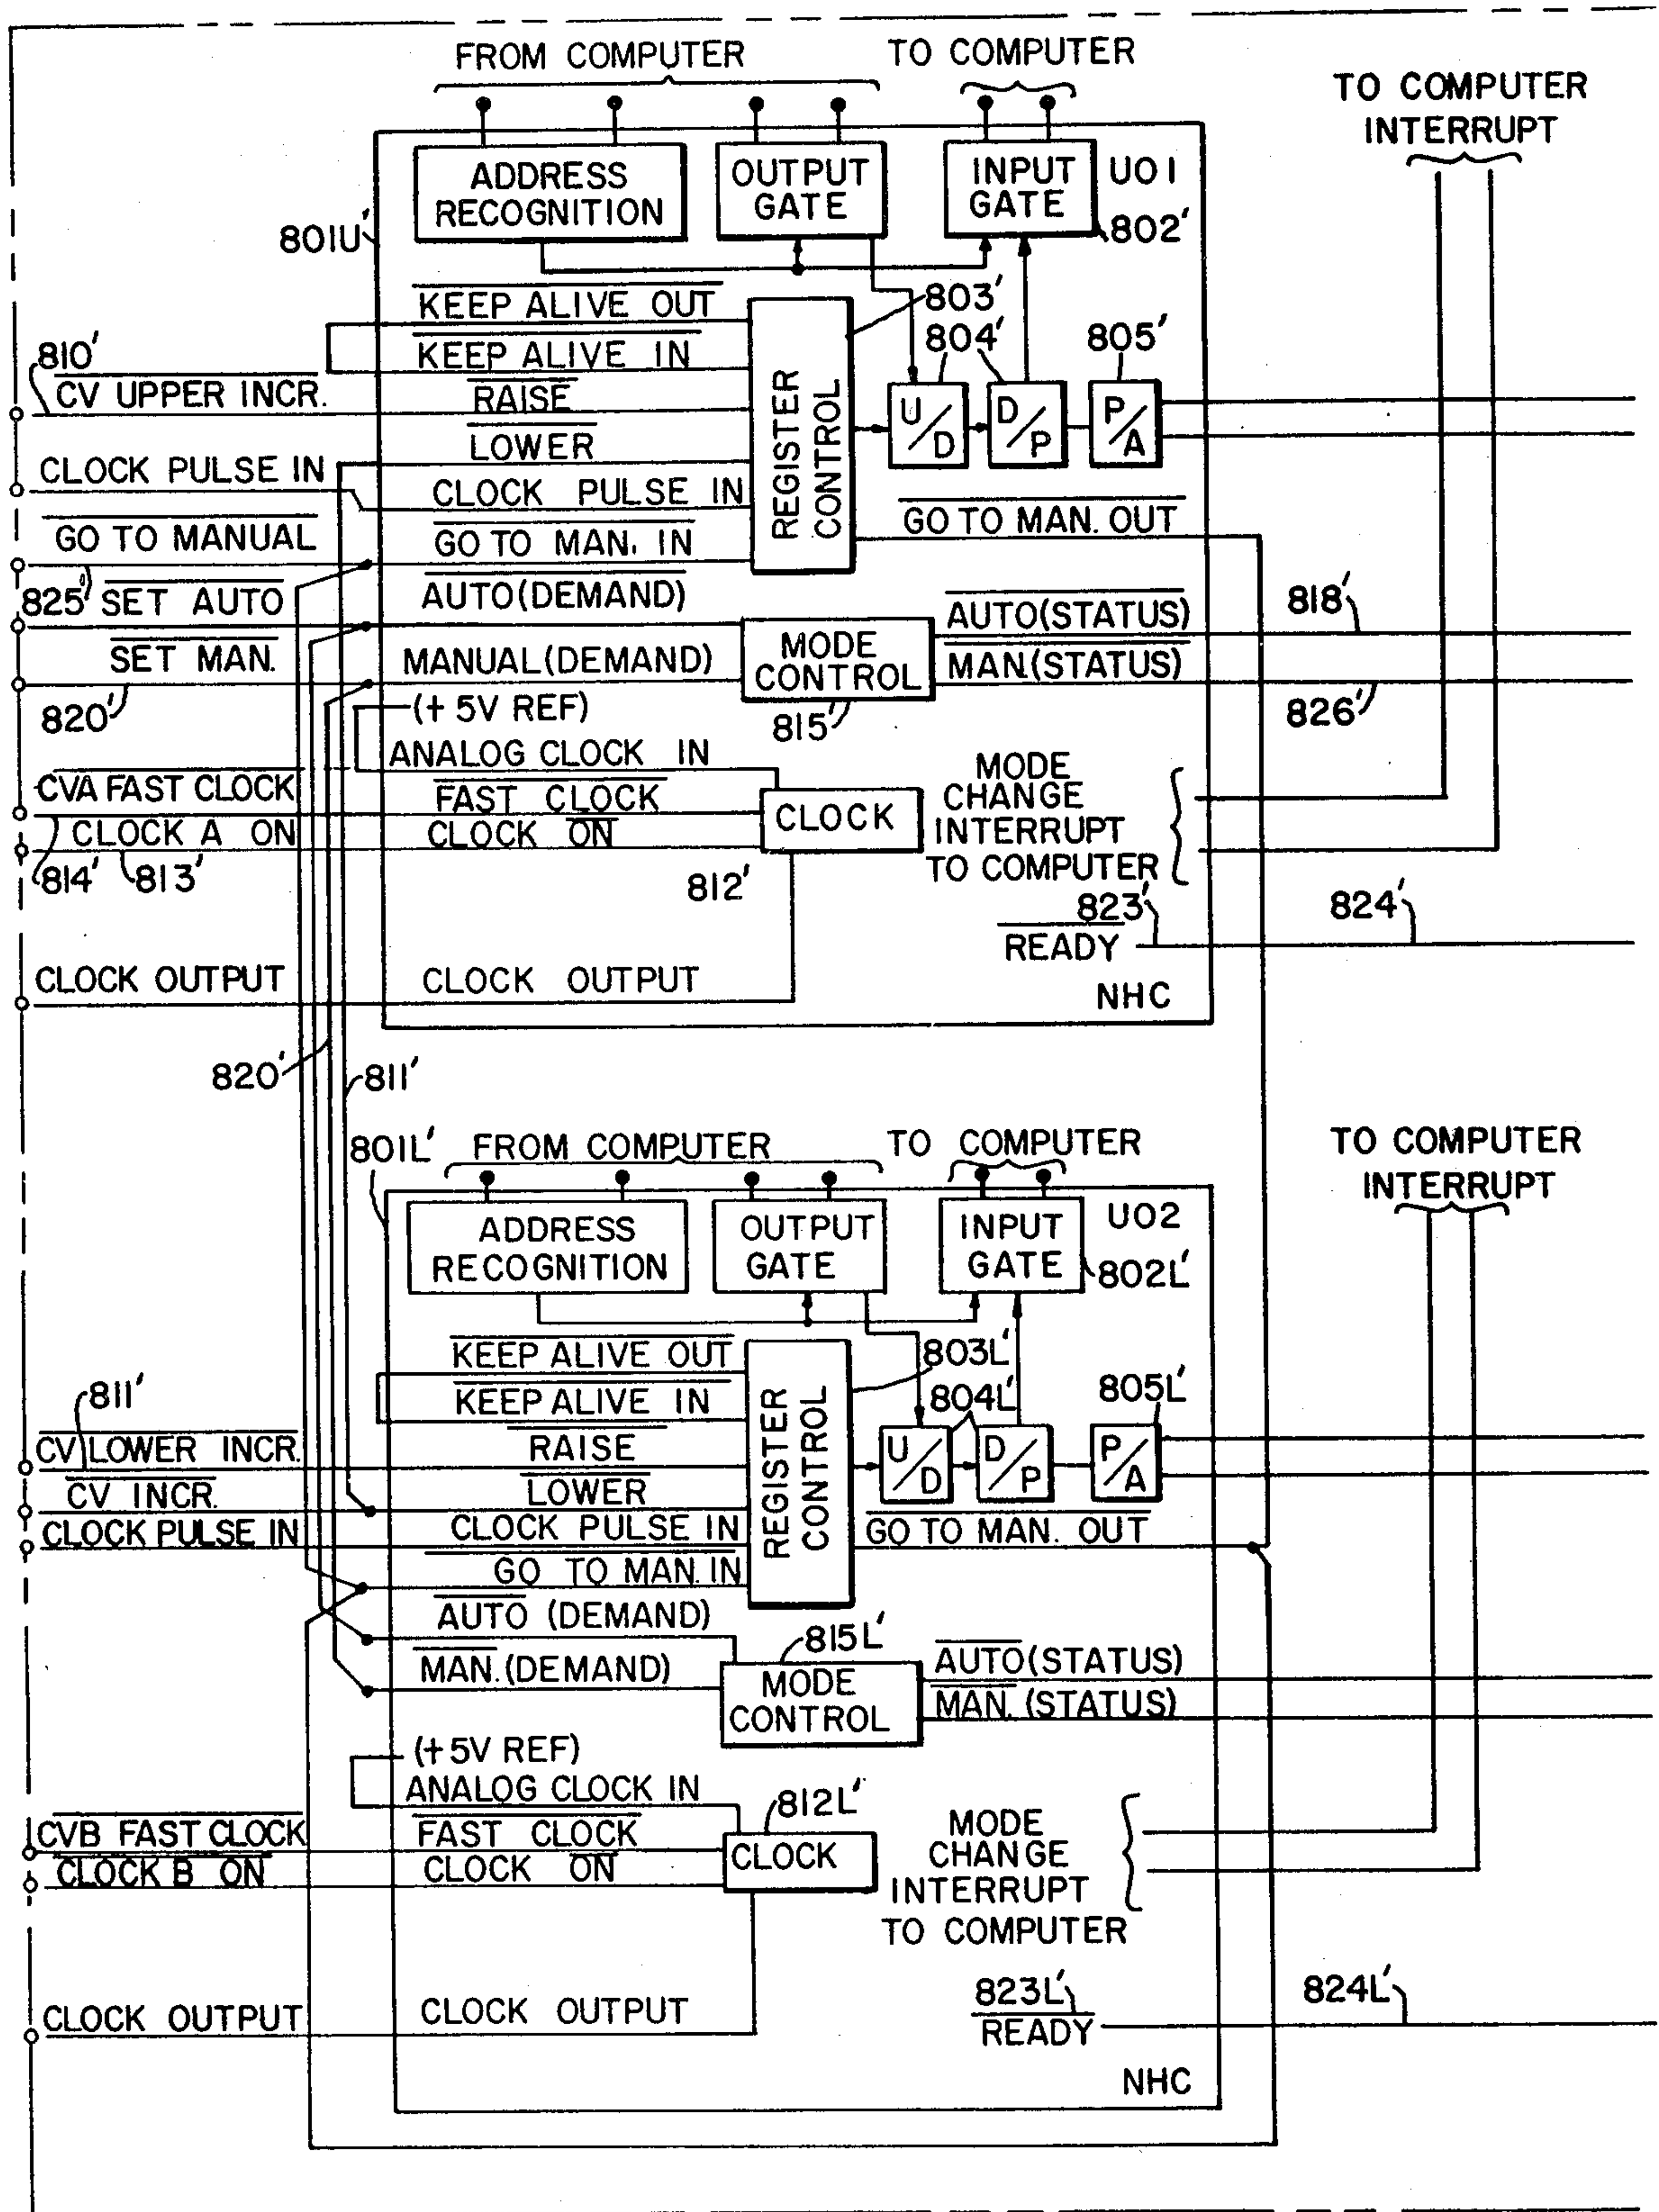 FROM COMPUTER
TO COMPUTER
TO COMPUTER
INTERRUPT
ADDRESS
RECOGNITION
OUTPUT
GATE
INPUT
GATE
UO1
802'
801U'
KEEP ALIVE OUT
KEEP ALIVE IN
803'
804'
805'
810'
CV UPPER INCR.
RAISE
LOWER
CLOCK PULSE IN
CLOCK PULSE IN
REGISTER
CONTROL
U/D
D/P
P/A
GO TO MANUAL
GO TO MAN. IN
GO TO MAN. OUT
825'
SET AUTO
AUTO(DEMAND)
AUTO(STATUS)
818'
SET MAN.
MANUAL(DEMAND)
MODE
CONTROL
MAN.(STATUS)
820'
815'
826'
(+ 5V REF)
ANALOG CLOCK IN
CVA FAST CLOCK
FAST CLOCK
CLOCK A ON
CLOCK ON
CLOCK
MODE
CHANGE
INTERRUPT
TO COMPUTER
814'
813'
812'
823'
824'
READY
CLOCK OUTPUT
CLOCK OUTPUT
NHC
820'
811'
801L'
FROM COMPUTER
TO COMPUTER
TO COMPUTER
INTERRUPT
ADDRESS
RECOGNITION
OUTPUT
GATE
INPUT
GATE
UO2
802L'
KEEP ALIVE OUT
KEEP ALIVE IN
803L'
804L'
805L'
811'
CV LOWER INCR.
RAISE
CV INCR.
LOWER
CLOCK PULSE IN
CLOCK PULSE IN
REGISTER
CONTROL
U/D
D/P
P/A
GO TO MAN. OUT
GO TO MAN. IN
AUTO (DEMAND)
815L'
AUTO(STATUS)
MAN. (DEMAND)
MODE
CONTROL
MAN. (STATUS)
(+ 5V REF)
ANALOG CLOCK IN
812L'
CVB FAST CLOCK
FAST CLOCK
CLOCK B ON
CLOCK ON
CLOCK
MODE
CHANGE
INTERRUPT
TO COMPUTER
823L'
824L'
READY
CLOCK OUTPUT
CLOCK OUTPUT
NHC